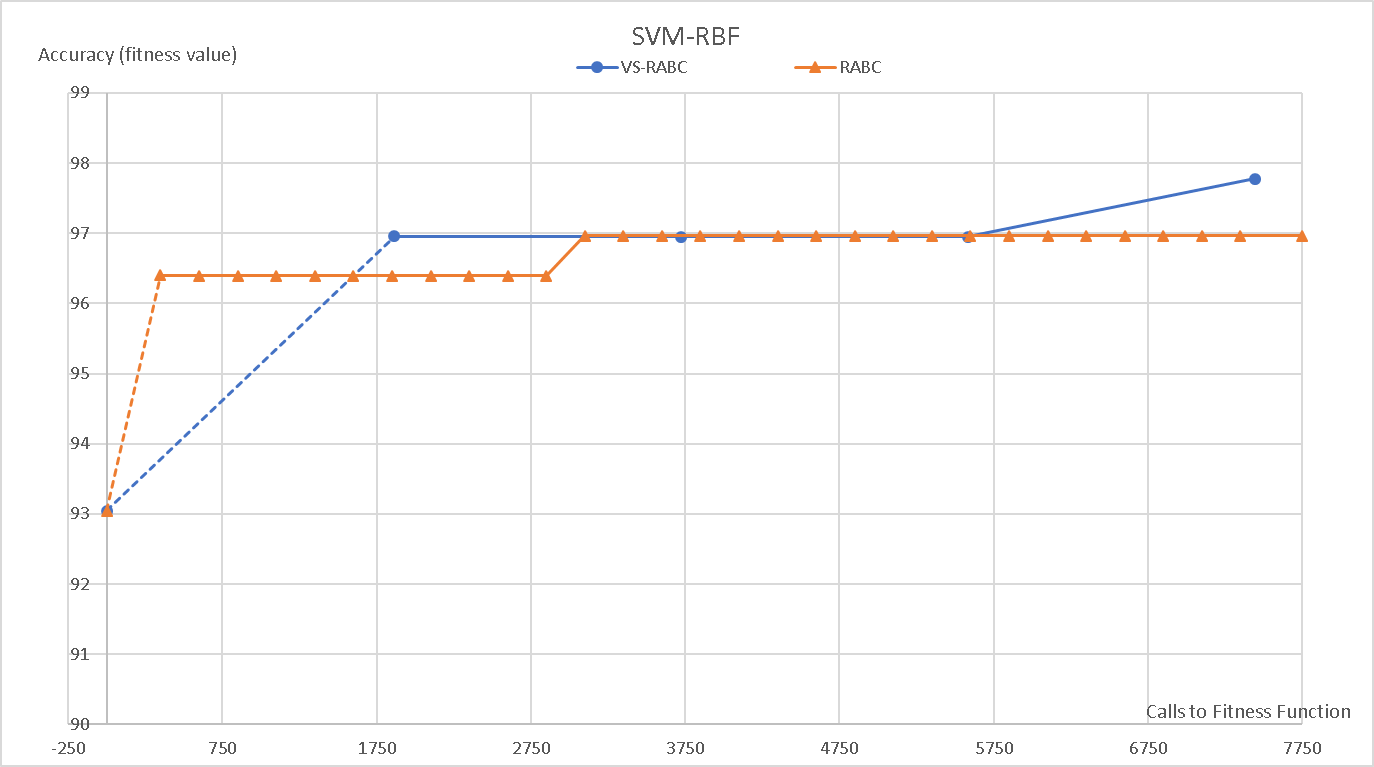 SVM-RBF
Accuracy (fitness value)
VS-RABC RABC
99
98
97
96
95
94
93
92
91
90
Calls to Fitness Function
-250 750 1750 2750 3750 4750 5750 6750 7750